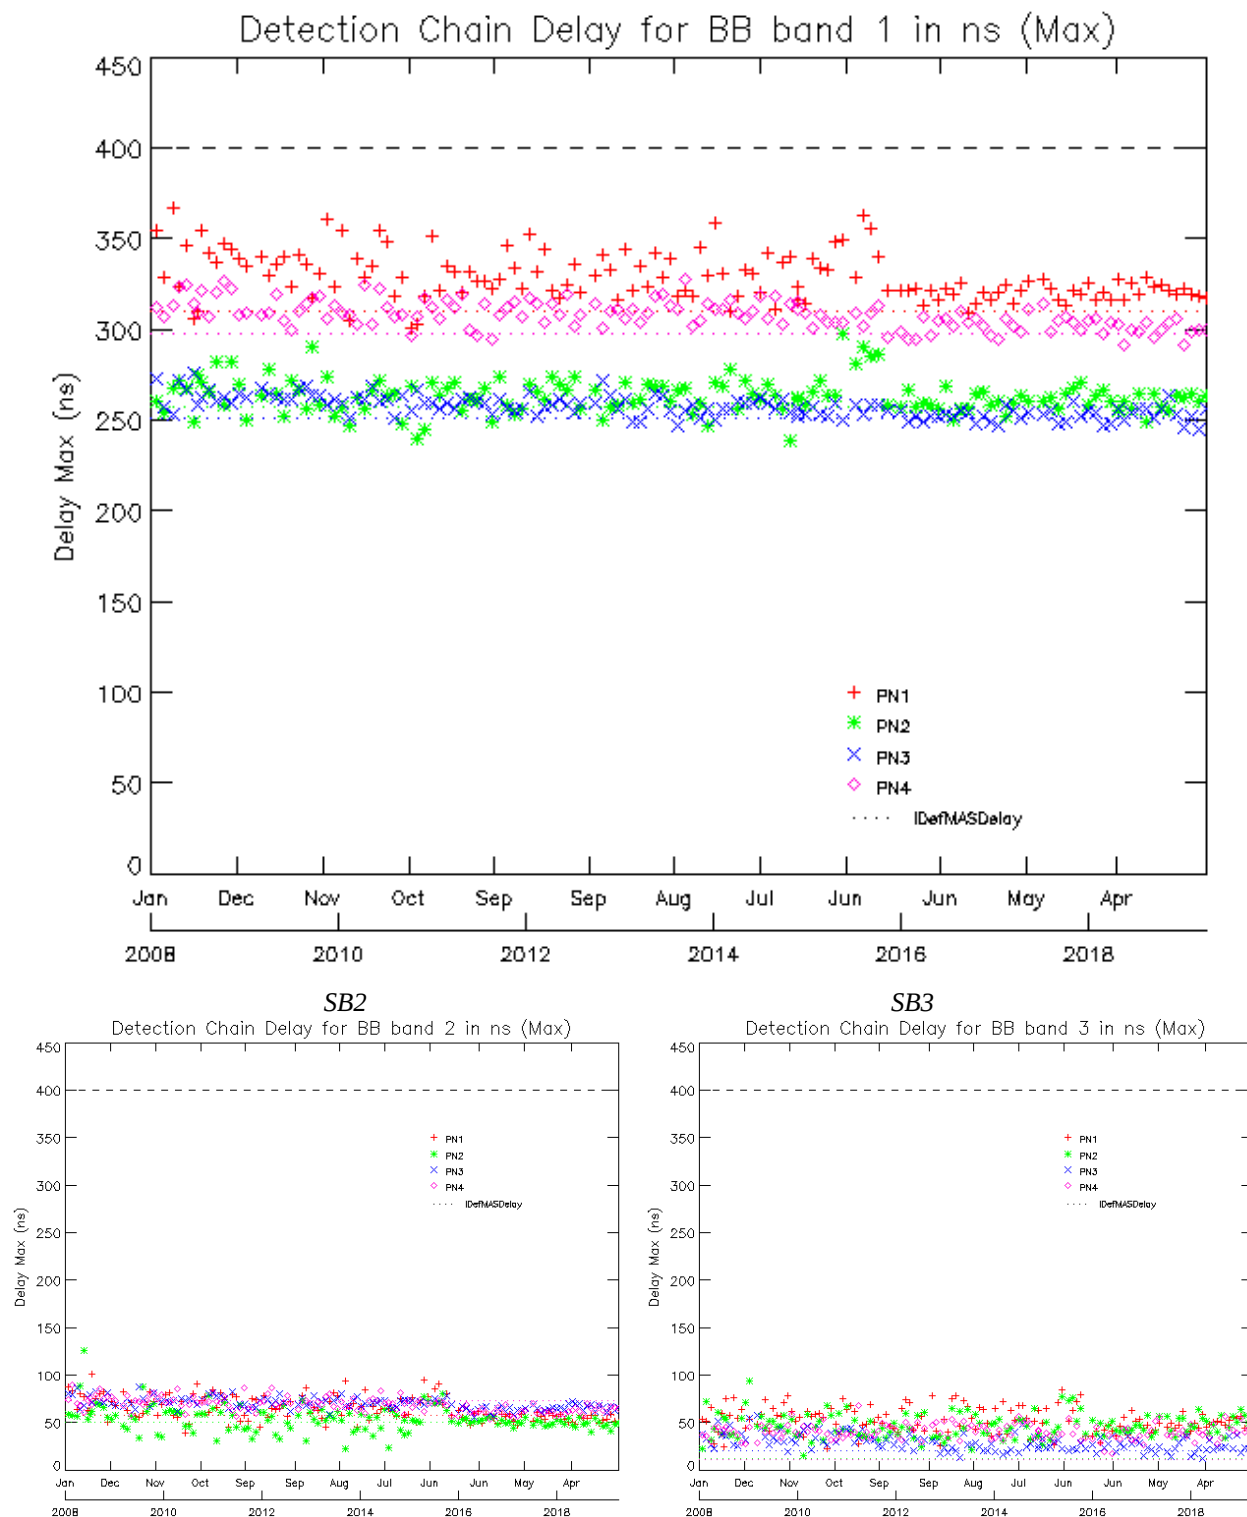 Detection Chain Delay for BB band 1 in ns (Max)
450
400
350
300
250
200
150
100
50
0
Delay Max (ns)
PN1
PN2
PN3
PN4
IDefMASDelay
Jan Dec Nov Oct Sep Sep Aug Jul Jun Jun May Apr
2008 2010 2012 2014 2016 2018
SB2 SB3
Detection Chain Delay for BB band 2 in ns (Max)
450
400
350
300
250
200
150
100
50
0
Delay Max (ns)
PN1
PN2
PN3
PN4
IDefMASDelay
Jan Dec Nov Oct Sep Aug Jul Jun May Apr
2008 2010 2012 2014 2016 2018
Detection Chain Delay for BB band 3 in ns (Max)
450
400
350
300
250
200
150
100
50
0
Delay Max (ns)
PN1
PN2
PN3
PN4
IDefMASDelay
Jan Dec Nov Oct Sep Aug Jul Jun May Apr
2008 2010 2012 2014 2016 2018